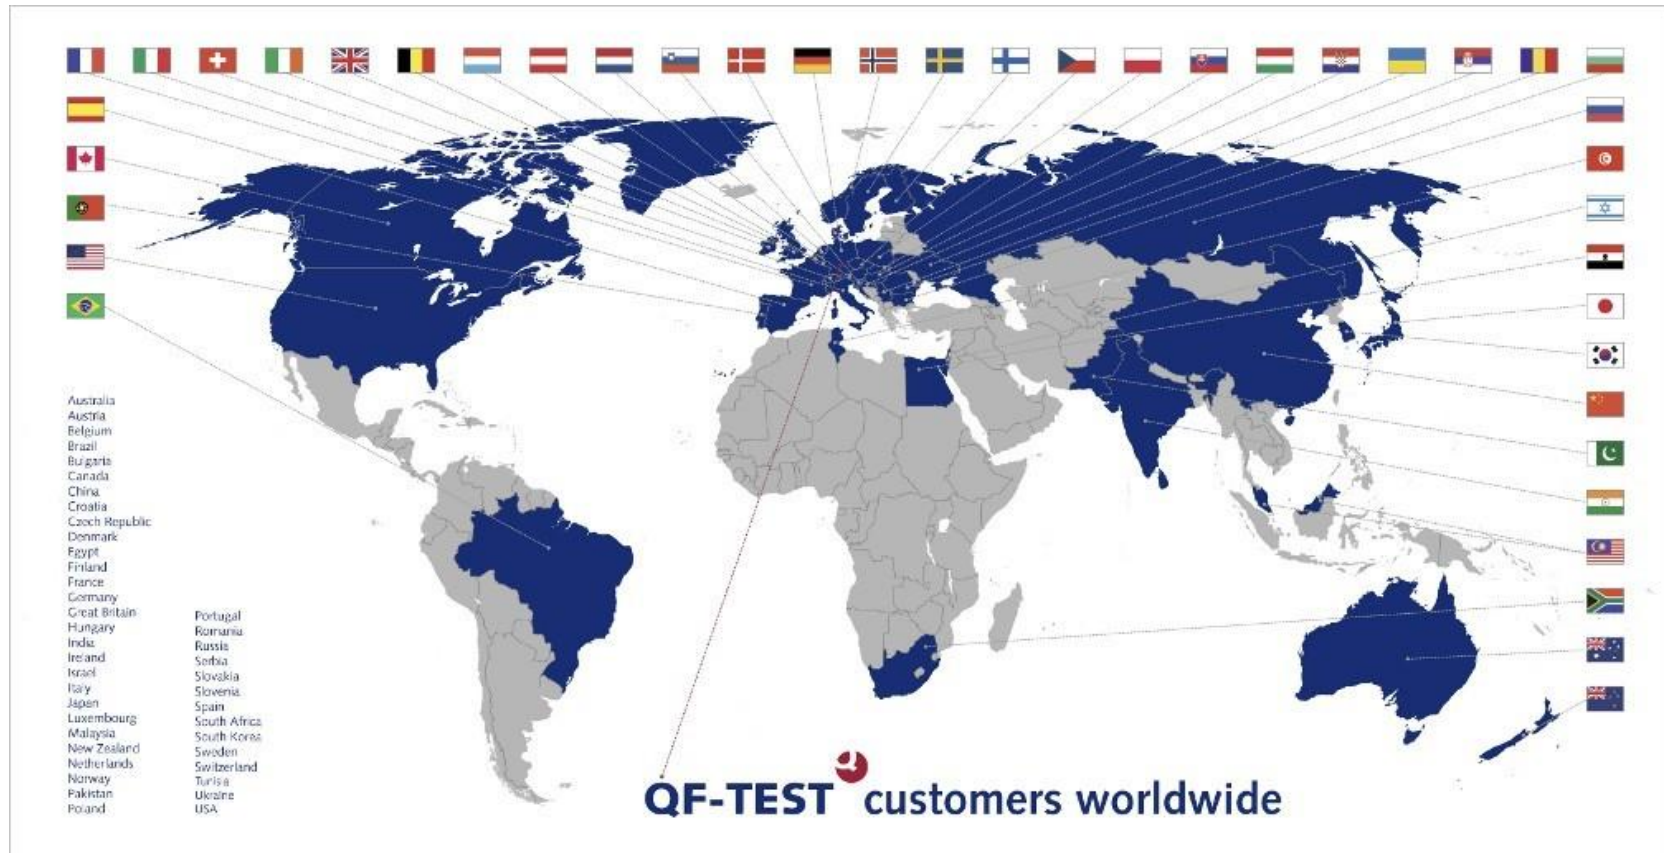 Australia
Austria
Belgium
Brazil
Bulgaria
Canada
China
Croatia
Czech Republic
Denmark
Egypt
Finland
France
Germany
Great Britain
Hungary
India
Ireland
Israel
Italy
Japan
Luxembourg
Malaysia
New Zealand
Netherlands
Norway
Pakistan
Poland
Portugal
Romania
Russia
Serbia
Slovakia
Slovenia
Spain
South Africa
South Korea
Sweden
Switzerland
Tunisia
Ukraine
USA
QF-TEST customers worldwide